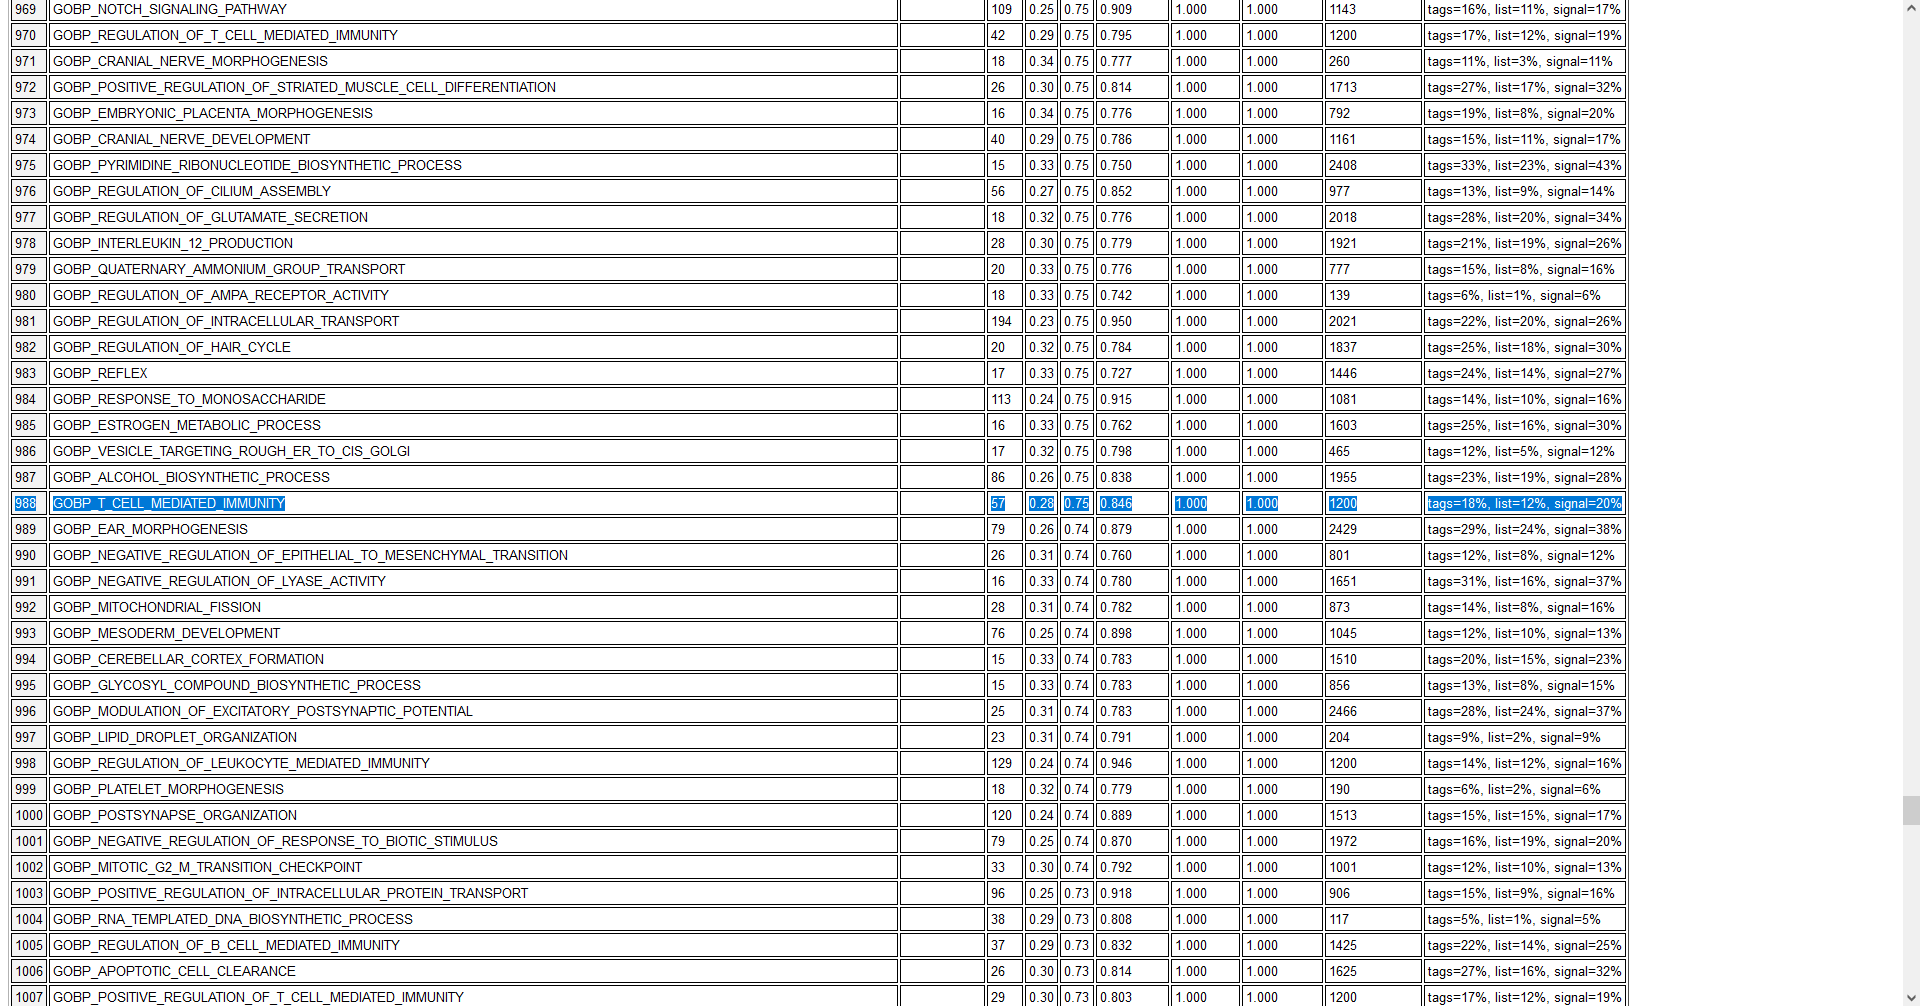 969 GOBP_NOTCH_SIGNALING_PATHWAY 109 0.25 0.75 0.909 1.000 1.000 1143 tags=16%, list=11%, signal=17%
970 GOBP_REGULATION_OF_T_CELL_MEDIATED_IMMUNITY 42 0.29 0.75 0.795 1.000 1.000 1200 tags=17%, list=12%, signal=19%
971 GOBP_CRANIAL_NERVE_MORPHOGENESIS 18 0.34 0.75 0.777 1.000 1.000 260 tags=11%, list=3%, signal=11%
972 GOBP_POSITIVE_REGULATION_OF_STRIATED_MUSCLE_CELL_DIFFERENTIATION 26 0.30 0.75 0.814 1.000 1.000 1713 tags=27%, list=17%, signal=32%
973 GOBP_EMBRYONIC_PLACENTA_MORPHOGENESIS 16 0.34 0.75 0.776 1.000 1.000 792 tags=19%, list=8%, signal=20%
974 GOBP_CRANIAL_NERVE_DEVELOPMENT 40 0.29 0.75 0.786 1.000 1.000 1161 tags=15%, list=11%, signal=17%
975 GOBP_PYRIMIDINE_RIBONUCLEOTIDE_BIOSYNTHETIC_PROCESS 15 0.33 0.75 0.750 1.000 1.000 2408 tags=33%, list=23%, signal=43%
976 GOBP_REGULATION_OF_CILIUM_ASSEMBLY 56 0.27 0.75 0.852 1.000 1.000 977 tags=13%, list=9%, signal=14%
977 GOBP_REGULATION_OF_GLUTAMATE_SECRETION 18 0.32 0.75 0.776 1.000 1.000 2018 tags=28%, list=20%, signal=34%
978 GOBP_INTERLEUKIN_12_PRODUCTION 28 0.30 0.75 0.779 1.000 1.000 1921 tags=21%, list=19%, signal=26%
979 GOBP_QUATERNARY_AMMONIUM_GROUP_TRANSPORT 20 0.33 0.75 0.776 1.000 1.000 777 tags=15%, list=8%, signal=16%
980 GOBP_REGULATION_OF_AMPA_RECEPTOR_ACTIVITY 18 0.33 0.75 0.742 1.000 1.000 139 tags=6%, list=1%, signal=6%
981 GOBP_REGULATION_OF_INTRACELLULAR_TRANSPORT 194 0.23 0.75 0.950 1.000 1.000 2021 tags=22%, list=20%, signal=26%
982 GOBP_REGULATION_OF_HAIR_CYCLE 20 0.32 0.75 0.784 1.000 1.000 1837 tags=25%, list=18%, signal=30%
983 GOBP_REFLEX 17 0.33 0.75 0.727 1.000 1.000 1446 tags=24%, list=14%, signal=27%
984 GOBP_RESPONSE_TO_MONOSACCHARIDE 113 0.24 0.75 0.915 1.000 1.000 1081 tags=14%, list=10%, signal=16%
985 GOBP_ESTROGEN_METABOLIC_PROCESS 16 0.33 0.75 0.762 1.000 1.000 1603 tags=25%, list=16%, signal=30%
986 GOBP_VESICLE_TARGETING_ROUGH_ER_TO_CIS_GOLGI 17 0.32 0.75 0.798 1.000 1.000 465 tags=12%, list=5%, signal=12%
987 GOBP_ALCOHOL_BIOSYNTHETIC_PROCESS 86 0.26 0.75 0.838 1.000 1.000 1955 tags=23%, list=19%, signal=28%
988 GOBP_T_CELL_MEDIATED_IMMUNITY 57 0.28 0.75 0.846 1.000 1.000 1200 tags=18%, list=12%, signal=20%
989 GOBP_EAR_MORPHOGENESIS 79 0.26 0.74 0.879 1.000 1.000 2429 tags=29%, list=24%, signal=38%
990 GOBP_NEGATIVE_REGULATION_OF_EPITHELIAL_TO_MESENCHYMAL_TRANSITION 26 0.31 0.74 0.760 1.000 1.000 801 tags=12%, list=8%, signal=12%
991 GOBP_NEGATIVE_REGULATION_OF_LYASE_ACTIVITY 16 0.33 0.74 0.780 1.000 1.000 1651 tags=31%, list=16%, signal=37%
992 GOBP_MITOCHONDRIAL_FISSION 28 0.31 0.74 0.782 1.000 1.000 873 tags=14%, list=8%, signal=16%
993 GOBP_MESODERM_DEVELOPMENT 76 0.25 0.74 0.898 1.000 1.000 1045 tags=12%, list=10%, signal=13%
994 GOBP_CEREBELLAR_CORTEX_FORMATION 15 0.33 0.74 0.783 1.000 1.000 1510 tags=20%, list=15%, signal=23%
995 GOBP_GLYCOSYL_COMPOUND_BIOSYNTHETIC_PROCESS 15 0.33 0.74 0.783 1.000 1.000 856 tags=13%, list=8%, signal=15%
996 GOBP_MODULATION_OF_EXCITATORY_POSTSYNAPTIC_POTENTIAL 25 0.31 0.74 0.783 1.000 1.000 2466 tags=28%, list=24%, signal=37%
997 GOBP_LIPID_DROPLET_ORGANIZATION 23 0.31 0.74 0.791 1.000 1.000 204 tags=9%, list=2%, signal=9%
998 GOBP_REGULATION_OF_LEUKOCYTE_MEDIATED_IMMUNITY 129 0.24 0.74 0.946 1.000 1.000 1200 tags=14%, list=12%, signal=16%
999 GOBP_PLATELET_MORPHOGENESIS 18 0.32 0.74 0.779 1.000 1.000 190 tags=6%, list=2%, signal=6%
1000 GOBP_POSTSYNAPSE_ORGANIZATION 120 0.24 0.74 0.889 1.000 1.000 1513 tags=15%, list=15%, signal=17%
1001 GOBP_NEGATIVE_REGULATION_OF_RESPONSE_TO_BIOTIC_STIMULUS 79 0.25 0.74 0.870 1.000 1.000 1972 tags=16%, list=19%, signal=20%
1002 GOBP_MITOTIC_G2_M_TRANSITION_CHECKPOINT 33 0.30 0.74 0.792 1.000 1.000 1001 tags=12%, list=10%, signal=13%
1003 GOBP_POSITIVE_REGULATION_OF_INTRACELLULAR_PROTEIN_TRANSPORT 96 0.25 0.73 0.918 1.000 1.000 906 tags=15%, list=9%, signal=16%
1004 GOBP_RNA_TEMPLATED_DNA_BIOSYNTHETIC_PROCESS 38 0.29 0.73 0.808 1.000 1.000 117 tags=5%, list=1%, signal=5%
1005 GOBP_REGULATION_OF_B_CELL_MEDIATED_IMMUNITY 37 0.29 0.73 0.832 1.000 1.000 1425 tags=22%, list=14%, signal=25%
1006 GOBP_APOPTOTIC_CELL_CLEARANCE 26 0.30 0.73 0.814 1.000 1.000 1625 tags=27%, list=16%, signal=32%
1007 GOBP_POSITIVE_REGULATION_OF_T_CELL_MEDIATED_IMMUNITY 29 0.30 0.73 0.803 1.000 1.000 1200 tags=17%, list=12%, signal=19%